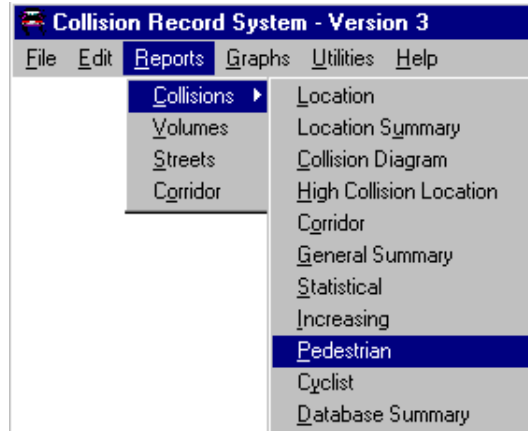 Collision Record System - Version 3
File Edit Reports Graphs Utilities Help
Collisions Location
Volumes Location Summary
Streets Collision Diagram
Corridor High Collision Location
Corridor
General Summary
Statistical
Increasing
Pedestrian
Cyclist
Database Summary